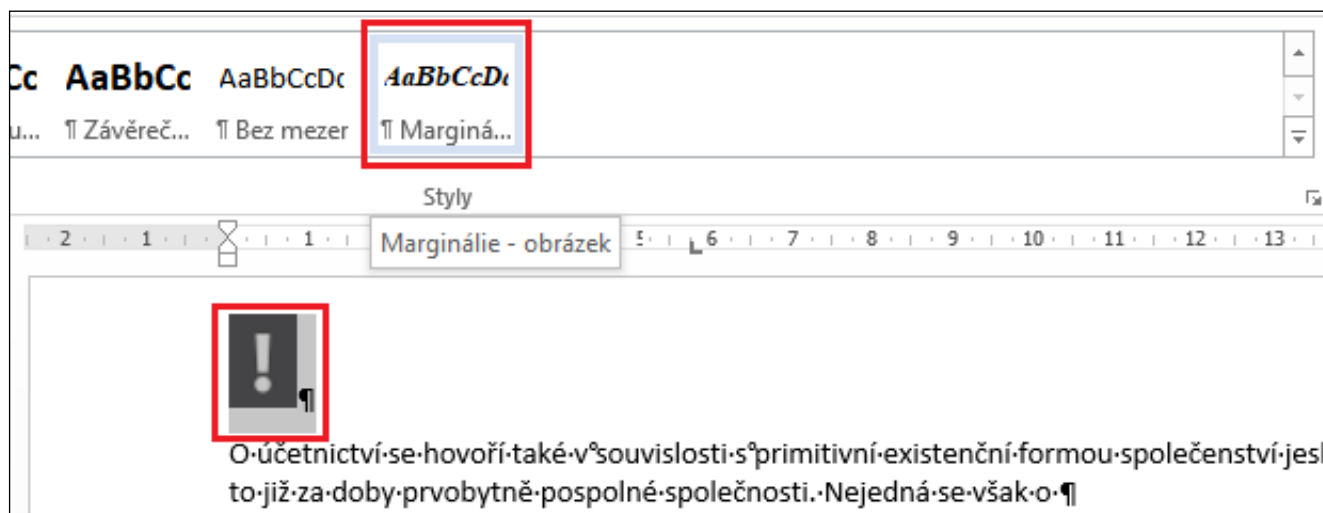 Cc AaBbCc AaBbCcDc AaBbCcDc
u... ¶ Závěreč... ¶ Bez mezer ¶ Marginá...
Styly
2 1 1 5 6 7 8 9 10 11 12 13
Marginálie - obrázek
! ¶
O·účetnictví·se·hovoří·také·v°souvislosti·s°primitivní·existenční·formou·společenství·jesk
to·již·za·doby·prvobytně·pospolné·společnosti.·Nejedná·se·však·o·¶